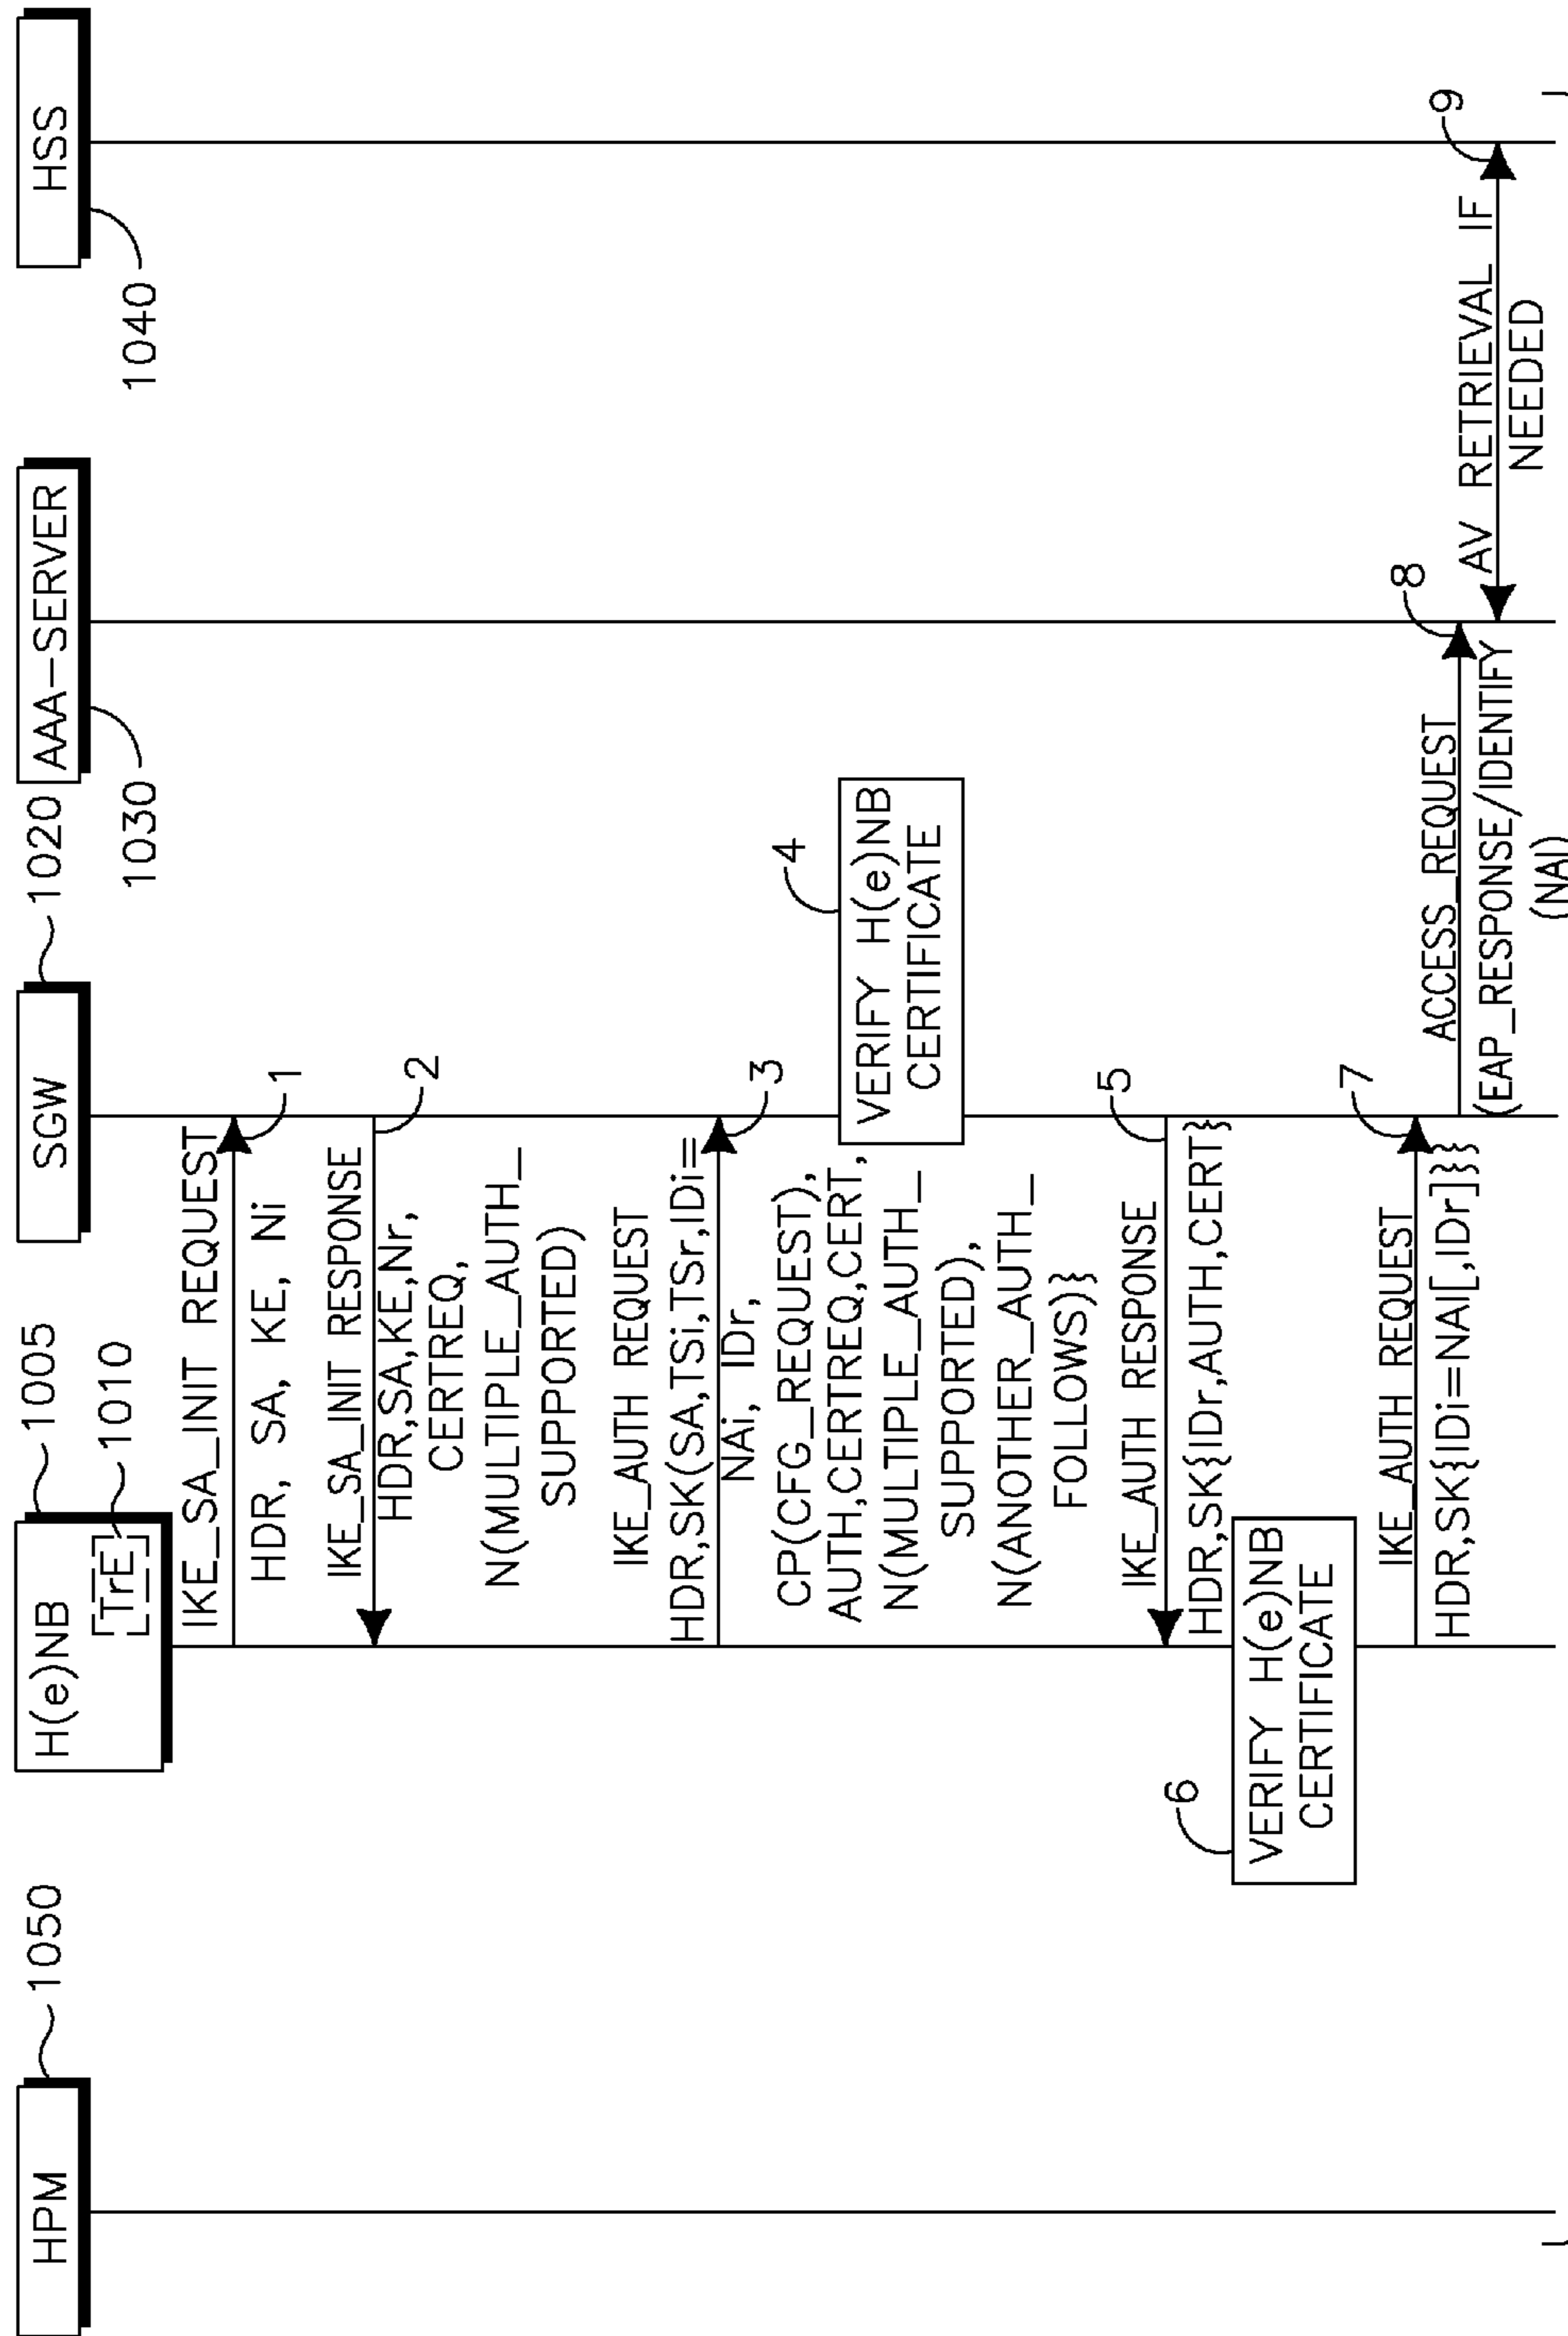 HPM
1050
H(e)NB
TrE
1005
1010
SGW
1020
AAA-SERVER
1030
HSS
1040
IKE_SA_INIT REQUEST
1
HDR, SA, KE, Ni
IKE_SA_INIT RESPONSE
2
HDR,SA,KE,Nr,
CERTREQ,
N(MULTIPLE_AUTH_
SUPPORTED)
IKE_AUTH REQUEST
3
HDR,SK(SA,TSi,TSr,IDi=
NAi, IDr,
CP(CFG_REQUEST),
AUTH,CERTREQ,CERT,
N(MULTIPLE_AUTH_
SUPPORTED),
N(ANOTHER_AUTH_
FOLLOWS)}
4
VERIFY H(e)NB
CERTIFICATE
IKE_AUTH RESPONSE
5
HDR,SK{IDr,AUTH,CERT}
6
VERIFY H(e)NB
CERTIFICATE
IKE_AUTH REQUEST
7
HDR,SK{IDi=NAI[,IDr]}}
ACCESS_REQUEST
8
(EAP_RESPONSE/IDENTIFY
(NAI)
AV RETRIEVAL IF
9
NEEDED